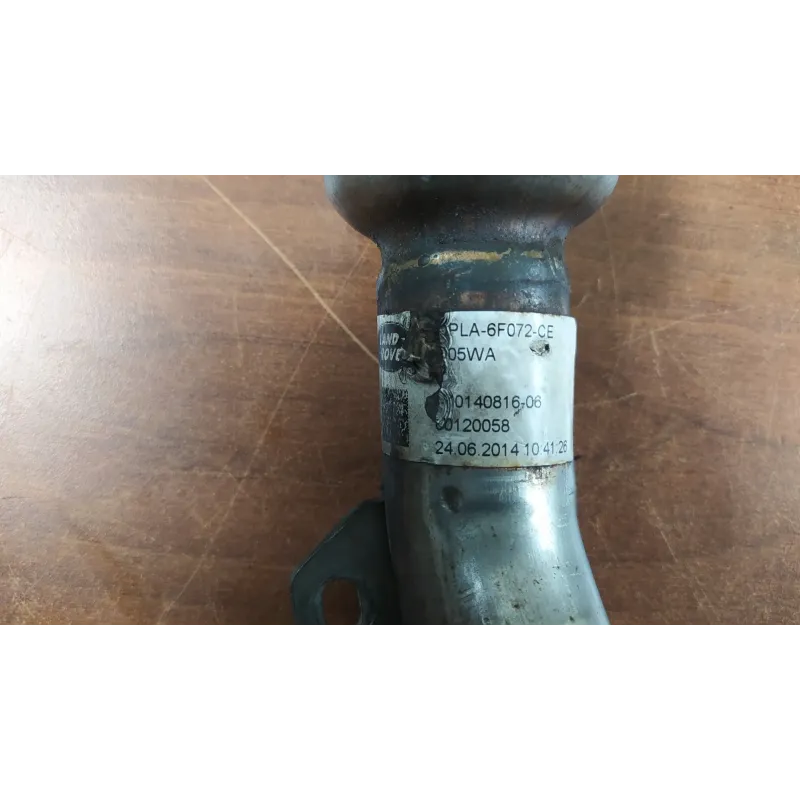 LAND-
ROVER
PLA-6F072-CE
05WA
0140816-06
0120058
24.06.2014 10:41:26